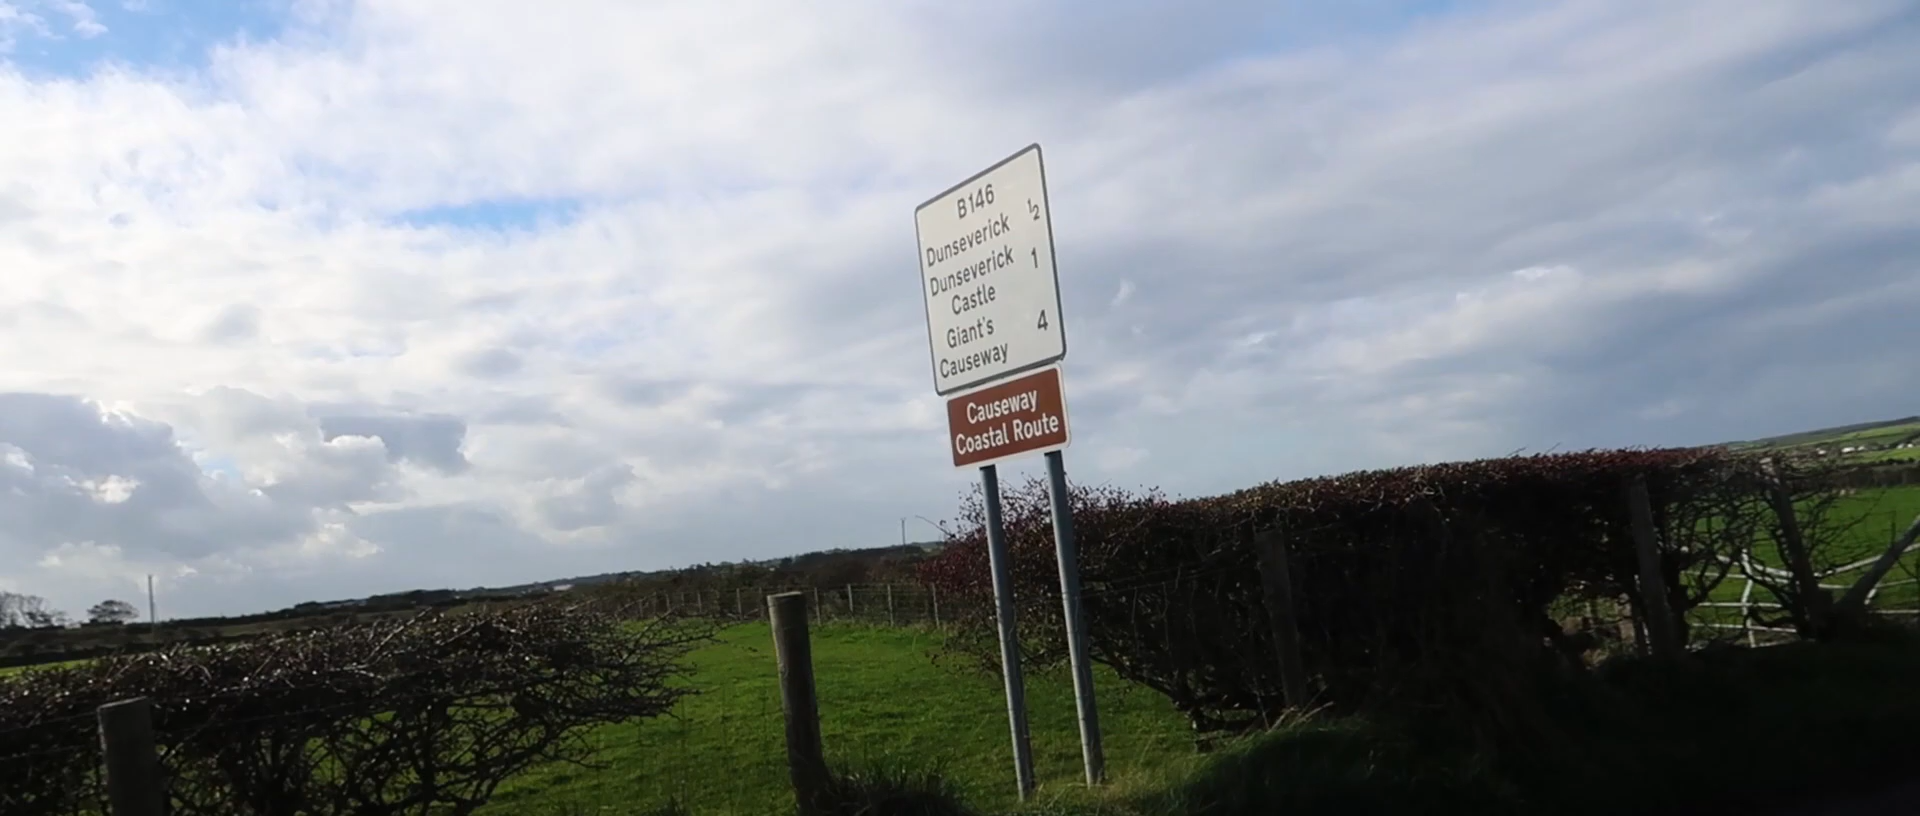 B146
Dunseverick ½
Dunseverick 1
Castle
Giant's 4
Causeway
Causeway
Coastal Route